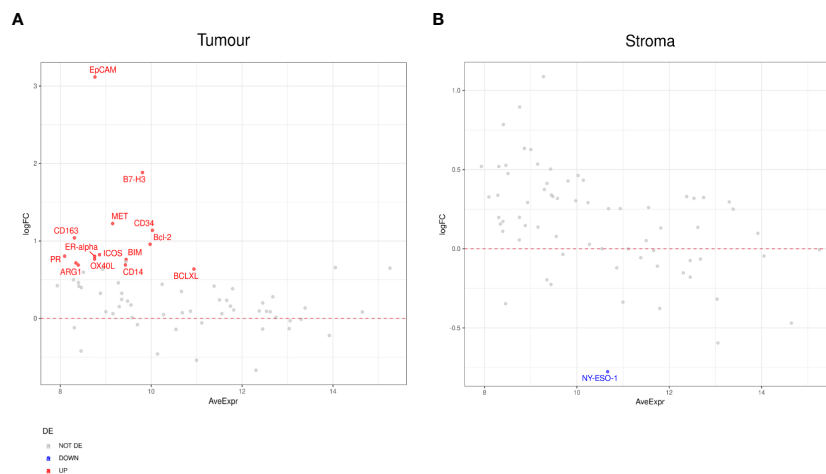 A
B
Tumour
Stroma
EpCAM
B7-H3
MET
CD34
CD163
Bcl-2
ER-alpha
ICOS
BIM
PR
ARG1
OX40L
CD14
BCLXL
3
2
1
0
logFC
8
10
12
14
AveExpr
1.0
0.5
0.0
-0.5
logFC
NY-ESO-1
8
10
12
14
AveExpr
DE
NOT DE
DOWN
UP